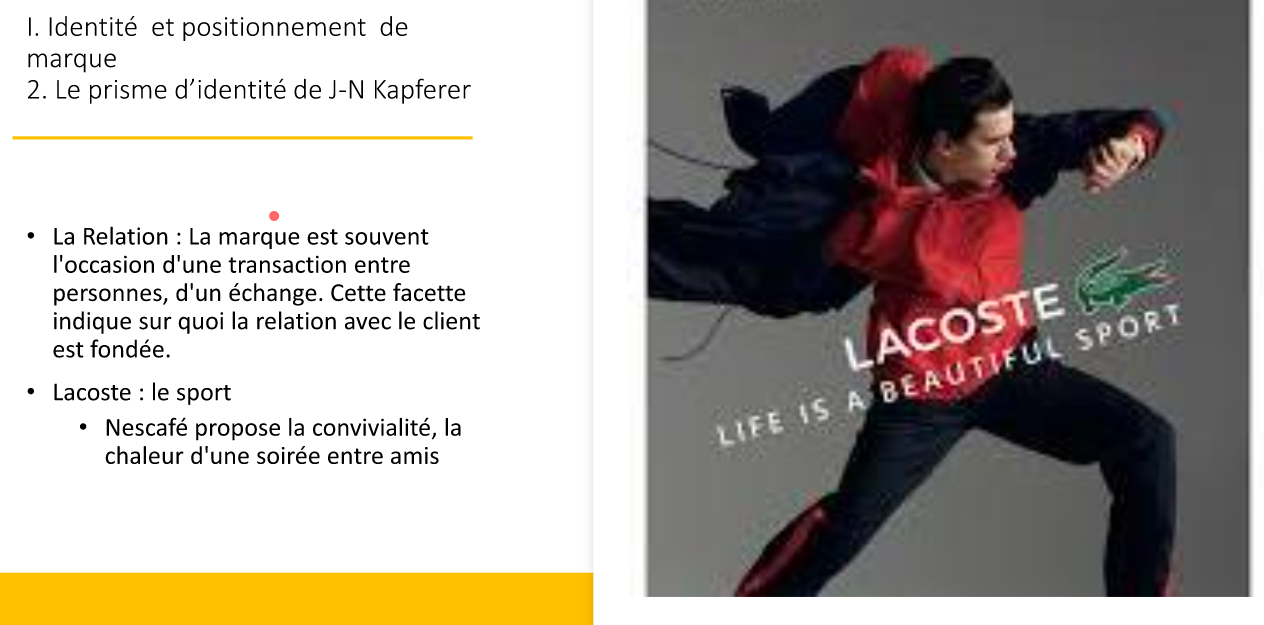 I. Identité et positionnement de
marque
2. Le prisme d’identité de J-N Kapferer
• La Relation : La marque est souvent
l'occasion d'une transaction entre
personnes, d'un échange. Cette facette
indique sur quoi la relation avec le client
est fondée.
• Lacoste : le sport
• Nescafé propose la convivialité, la
chaleur d'une soirée entre amis
LACOSTE
LIFE IS A BEAUTIFUL SPORT